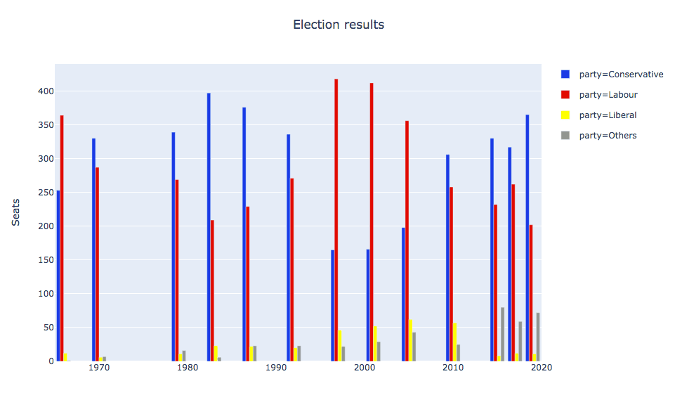 Election results
party=Conservative
party=Labour
party=Liberal
party=Others
Seats
400
350
300
250
200
150
100
50
0
1970 1980 1990 2000 2010 2020